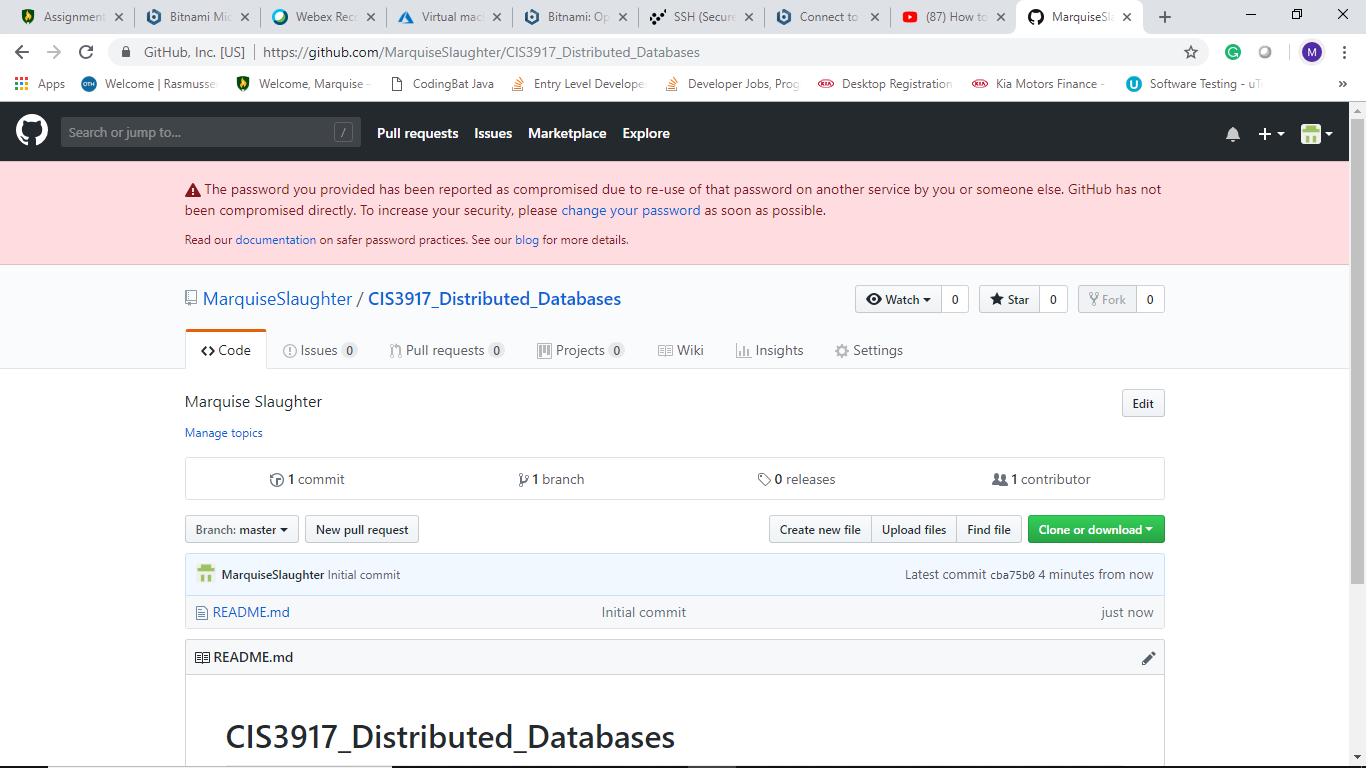 Assignment
Bitnami Mic
Webex Reco
Virtual mac
Bitnami: Op
SSH (Secure
Connect to
(87) How to
MarquiseSla
GitHub, Inc. [US] | https://github.com/MarquiseSlaughter/CIS3917_Distributed_Databases
M
Apps
Welcome | Rasmusse
Welcome, Marquise –
CodingBat Java
Entry Level Develope
Developer Jobs, Prog
Desktop Registration
Kia Motors Finance -
Software Testing - uT
»
Search or jump to...
/
Pull requests
Issues
Marketplace
Explore
The password you provided has been reported as compromised due to re-use of that password on another service by you or someone else. GitHub has not
been compromised directly. To increase your security, please change your password as soon as possible.
Read our documentation on safer password practices. See our blog for more details.
MarquiseSlaughter / CIS3917_Distributed_Databases
Watch 0
Star 0
Fork 0
Code
Issues 0
Pull requests 0
Projects 0
Wiki
Insights
Settings
Marquise Slaughter
Edit
Manage topics
1 commit
1 branch
0 releases
1 contributor
Branch: master
New pull request
Create new file
Upload files
Find file
Clone or download
MarquiseSlaughter Initial commit
Latest commit cba75b0 4 minutes from now
README.md
Initial commit
just now
README.md
CIS3917_Distributed_Databases